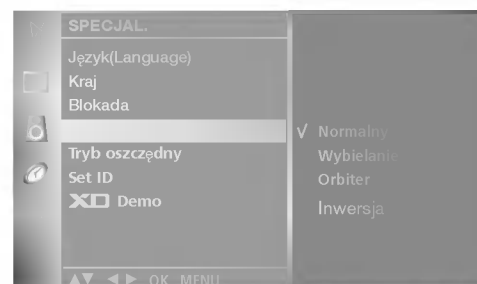 SPECJAL.
Język(Language)
Kraj
Blokada
Tryb oszczędny
Set ID
XD Demo
√ Normalny
Wybielanie
Orbiter
Inwersja
▲▼ ◄► OK MENU